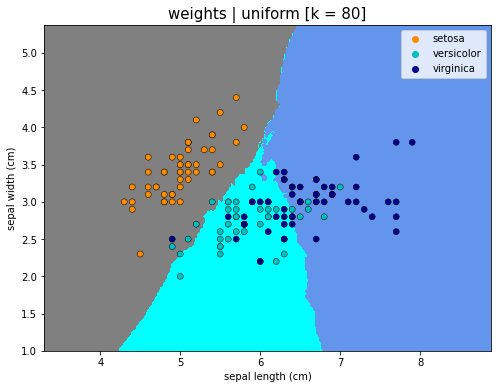 weights | uniform [k = 80]
setosa
versicolor
virginica
sepal width (cm)
5.0
4.5
4.0
3.5
3.0
2.5
2.0
1.5
1.0
4
5
6
7
8
sepal length (cm)